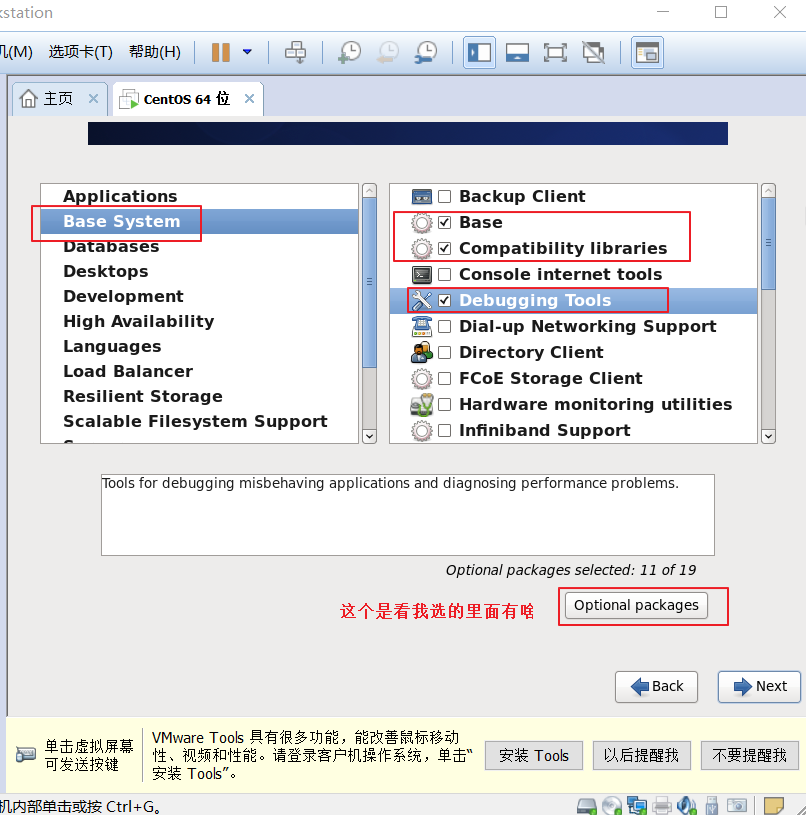 kstation
机(M) 选项卡(T) 帮助(H)
主页 CentOS 64 位
Applications
Base System
Databases
Desktops
Development
High Availability
Languages
Load Balancer
Resilient Storage
Scalable Filesystem Support
Backup Client
Base
Compatibility libraries
Console internet tools
Debugging Tools
Dial-up Networking Support
Directory Client
FCoE Storage Client
Hardware monitoring utilities
Infiniband Support
Tools for debugging misbehaving applications and diagnosing performance problems.
Optional packages selected: 11 of 19
这个是看我选的里面有啥 Optional packages
Back Next
单击虚拟屏幕
可发送按键
VMware Tools 具有很多功能，能改善鼠标移动
性、视频和性能。请登录客户机操作系统，单击“
安装 Tools”。
安装 Tools 以后提醒我 不要提醒我
机内部单击或按 Ctrl+G。